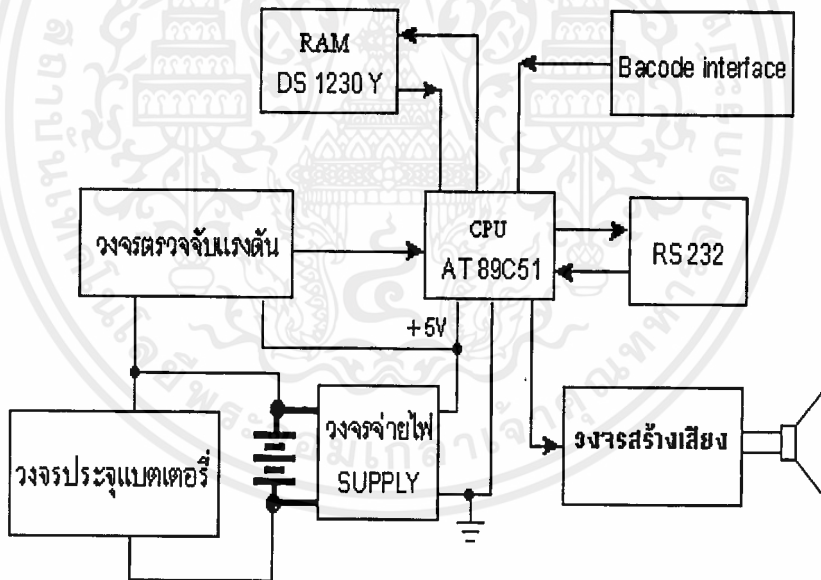 RAM
DS 1230 Y
Bacode interface
วงจรตรวจจับแรงดัน
CPU
AT 89C51
RS 232
+5V
วงจรประจุแบตเตอรี่
วงจรจ่ายไฟ
SUPPLY
วงจรสร้างเสียง